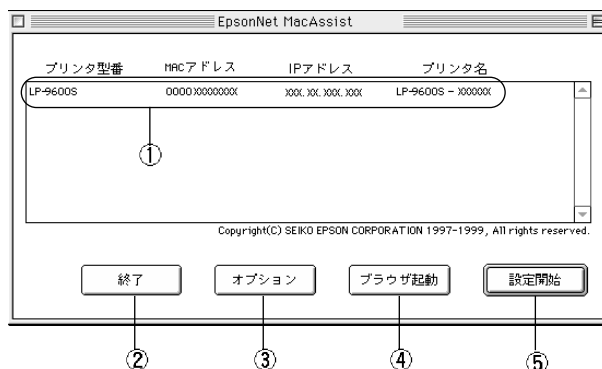 EpsonNet MacAssist
プリンタ型番 MACアドレス IPアドレス プリンタ名
LP-9600S 0000XXXXXXXX XXX.XX.XXX.XXX LP-9600S - XXXXXX
①
Copyright(C) SEIKO EPSON CORPORATION 1997-1999, All rights reserved.
終了 オプション ブラウザ起動 設定開始
② ③ ④ ⑤